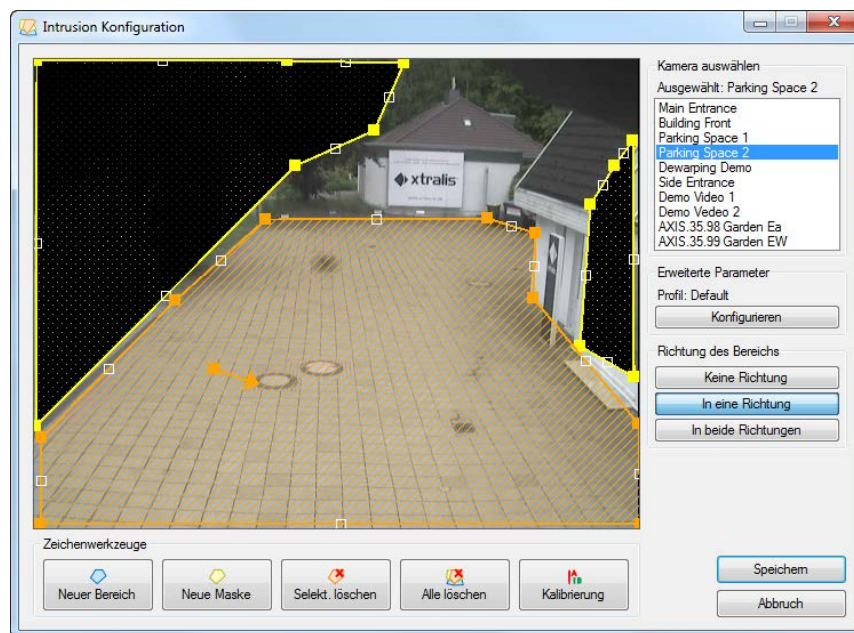 Intrusion Konfiguration
xtralis
Kamera auswählen
Ausgewählt: Parking Space 2
Main Entrance
Building Front
Parking Space 1
Parking Space 2
Dewarping Demo
Side Entrance
Demo Video 1
Demo Vedeo 2
AXIS.35.98 Garden Ea
AXIS.35.99 Garden EW
Erweiterte Parameter
Profil: Default
Konfigurieren
Richtung des Bereichs
Keine Richtung
In eine Richtung
In beide Richtungen
Zeichenwerkzeuge
Neuer Bereich
Neue Maske
Selekt. löschen
Alle löschen
Kalibrierung
Speichern
Abbruch